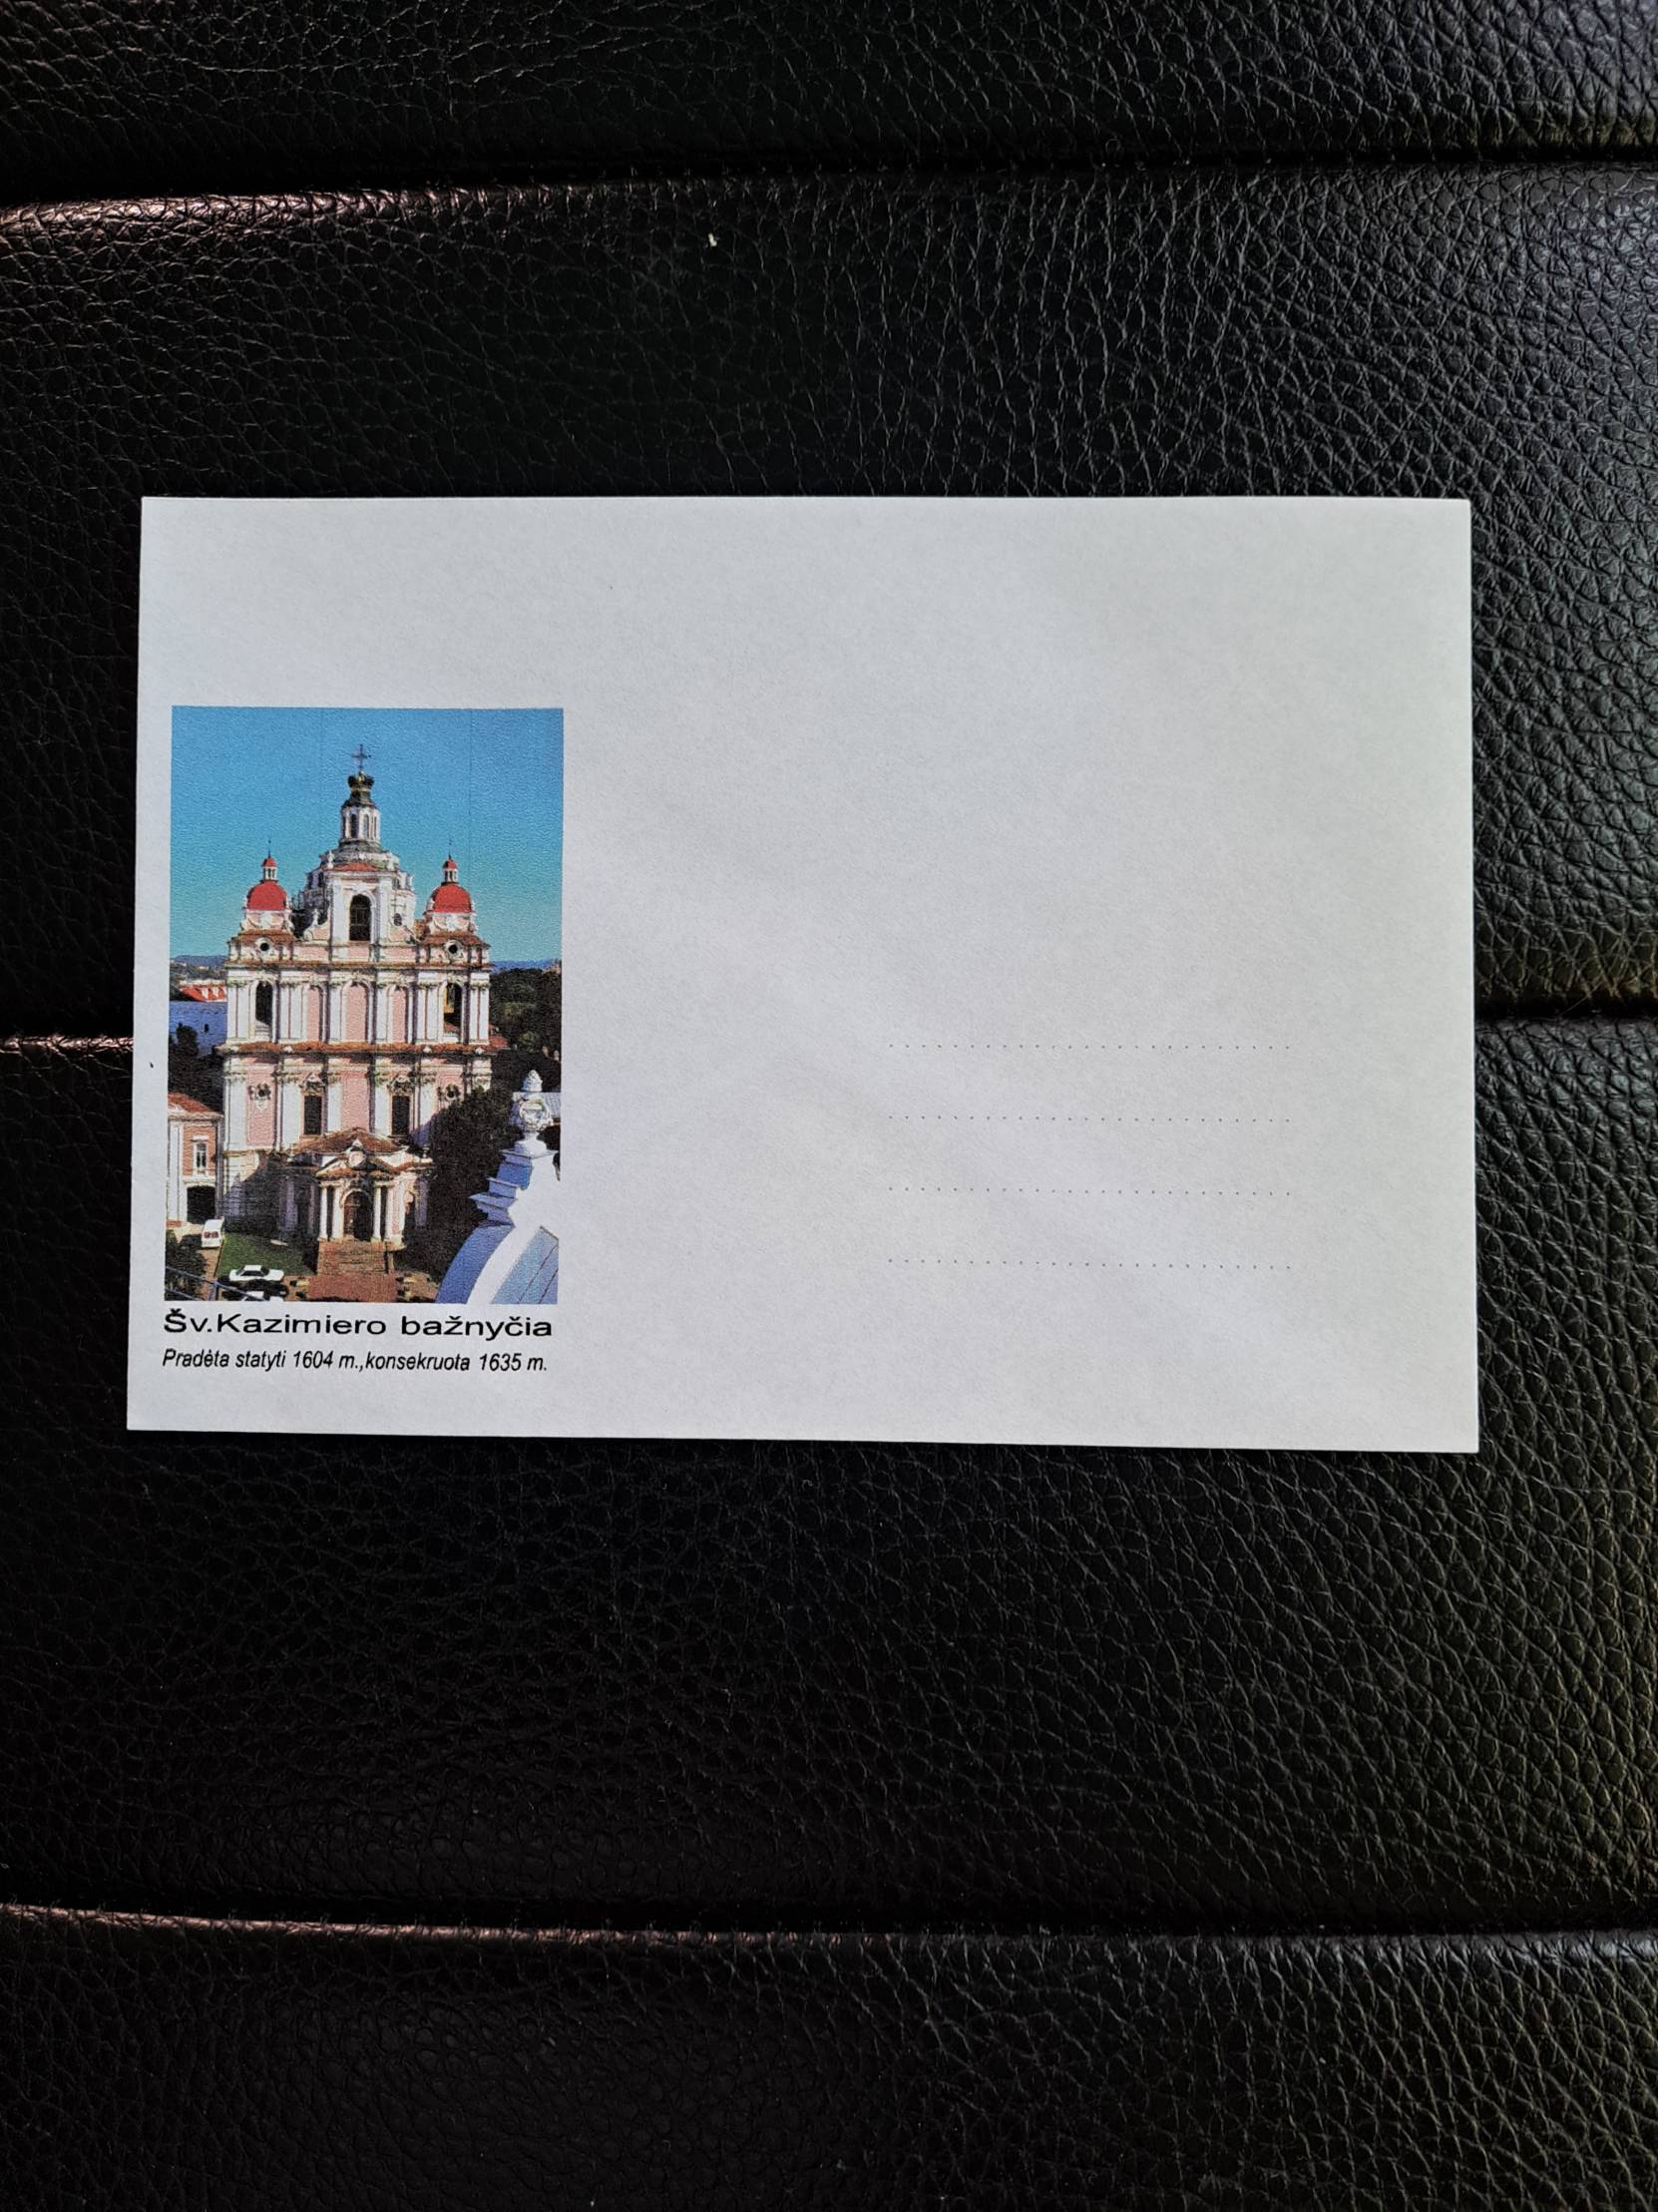 Šv.Kazimiero bažnyčia
Pradėta statyti 1604 m.,konsekruota 1635 m.